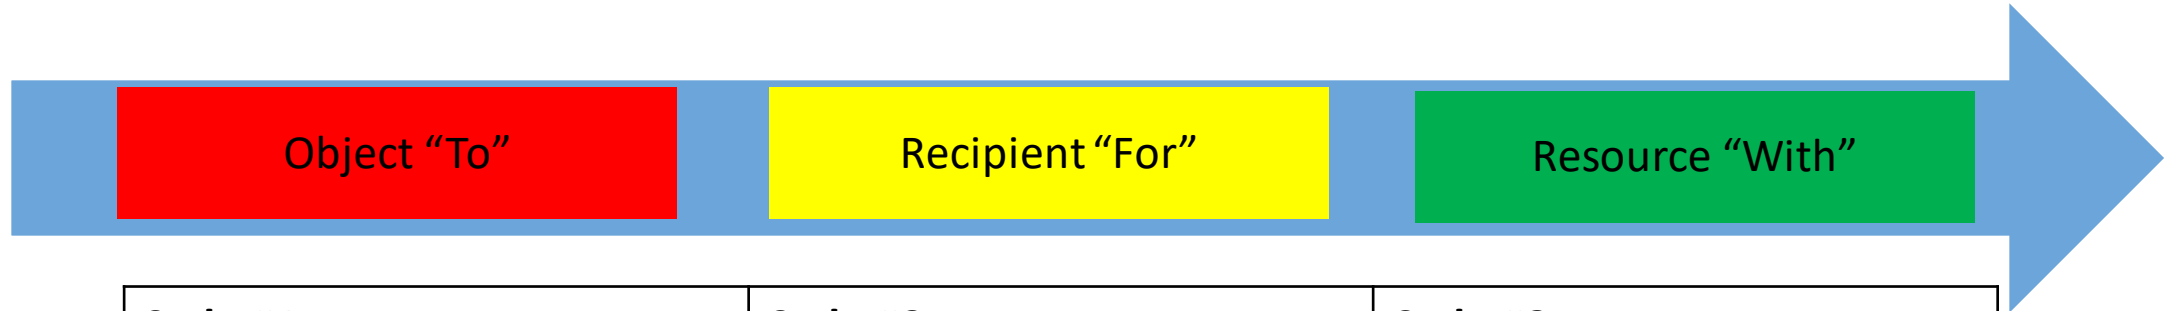 Object “To”
Recipient “For”
Resource “With”